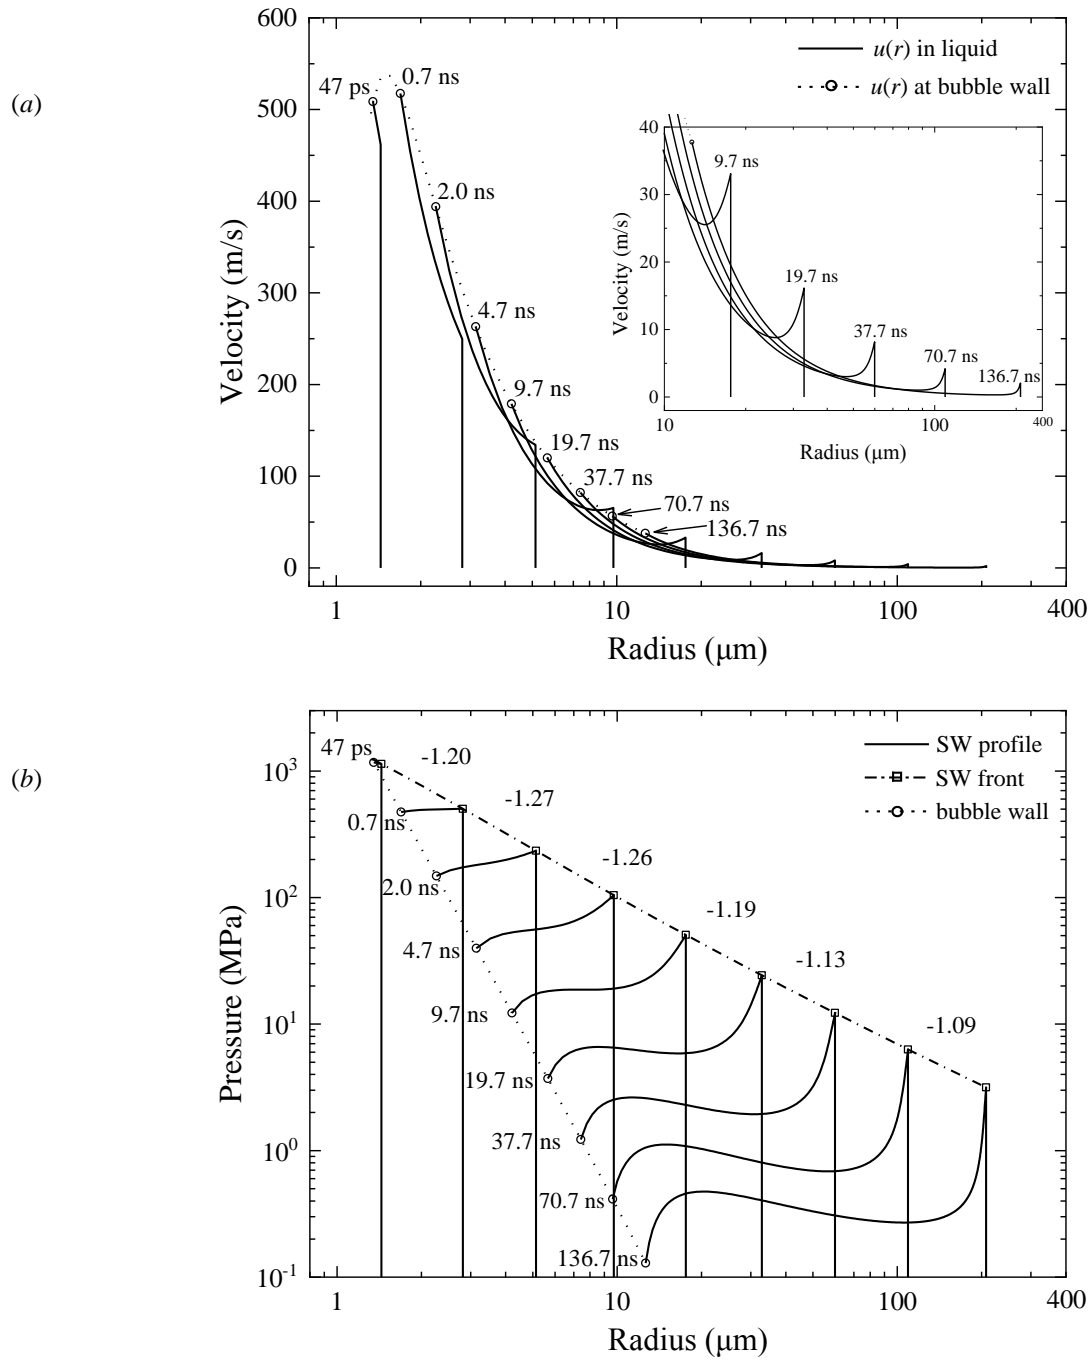 (a)
600
500
400
300
200
100
0
Velocity (m/s)
u(r) in liquid
u(r) at bubble wall
47 ps
0.7 ns
2.0 ns
4.7 ns
9.7 ns
19.7 ns
37.7 ns
70.7 ns
136.7 ns
40
30
20
10
0
Velocity (m/s)
9.7 ns
19.7 ns
37.7 ns
70.7 ns
136.7 ns
10
100
400
Radius (μm)
1
10
100
400
Radius (μm)
(b)
10³
10²
10¹
10⁰
10⁻¹
Pressure (MPa)
SW profile
SW front
bubble wall
47 ps
-1.20
-1.27
-1.26
-1.19
-1.13
-1.09
0.7 ns
2.0 ns
4.7 ns
9.7 ns
19.7 ns
37.7 ns
70.7 ns
136.7 ns
1
10
100
400
Radius (μm)